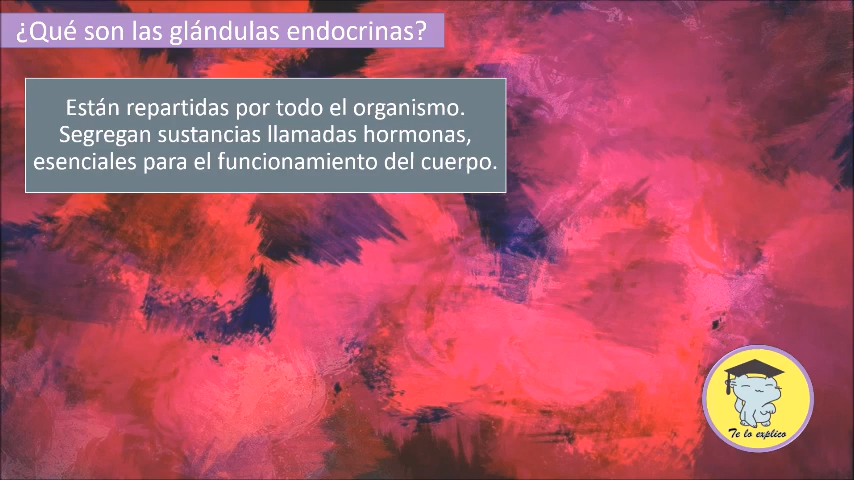 ¿Qué son las glándulas endocrinas?
Están repartidas por todo el organismo.
Segregan sustancias llamadas hormonas,
esenciales para el funcionamiento del cuerpo.
Te lo explico